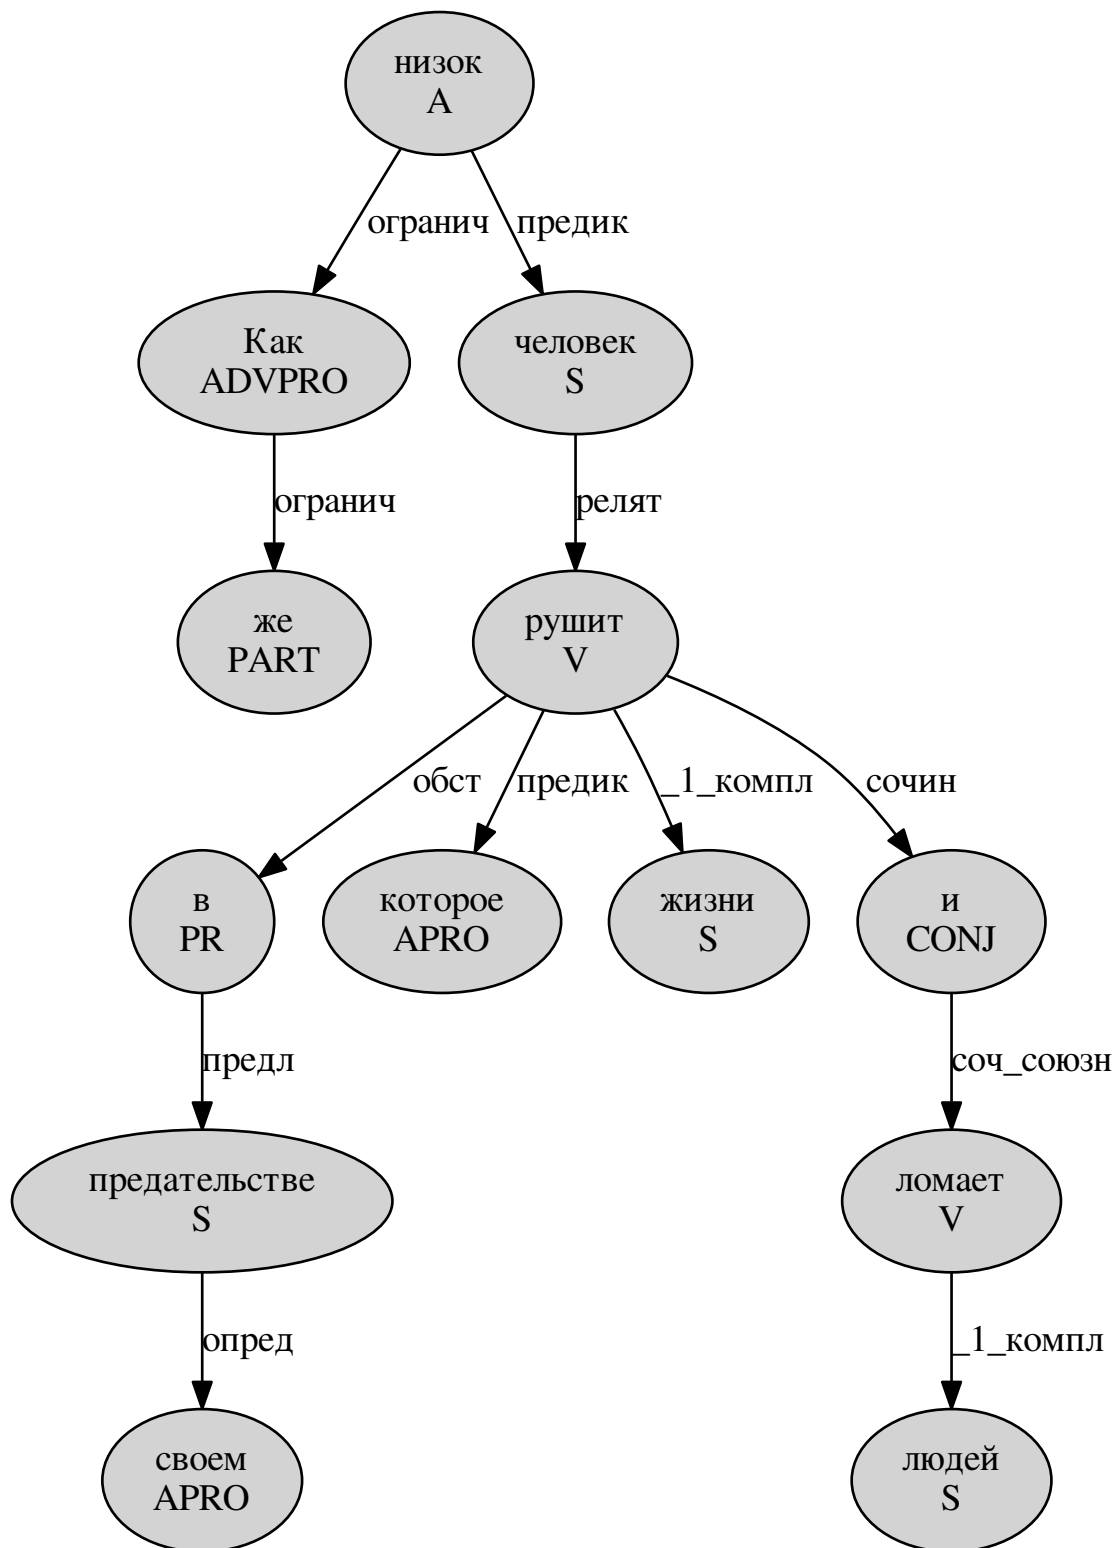 низок
A
огранич
предик
Как
ADVPRO
человек
S
огранич
релят
же
PART
рушит
V
обст
предик
_1_компл
сочин
в
PR
которое
APRO
жизни
S
и
CONJ
предл
соч_союзн
предательстве
S
ломает
V
опред
_1_компл
своем
APRO
людей
S